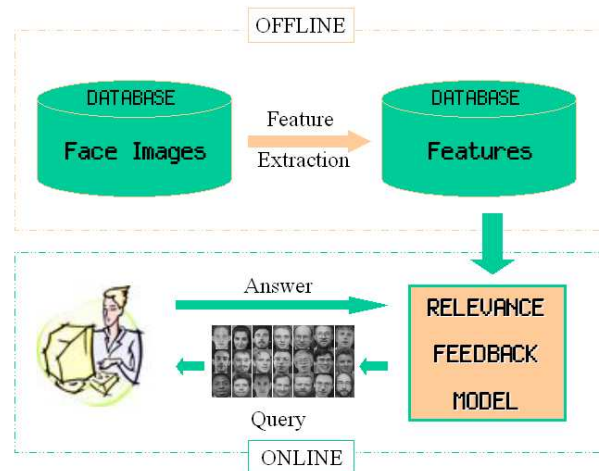 OFFLINE
DATABASE
Face Images
Feature
Extraction
DATABASE
Features
Answer
Query
RELEVANCE
FEEDBACK
MODEL
ONLINE